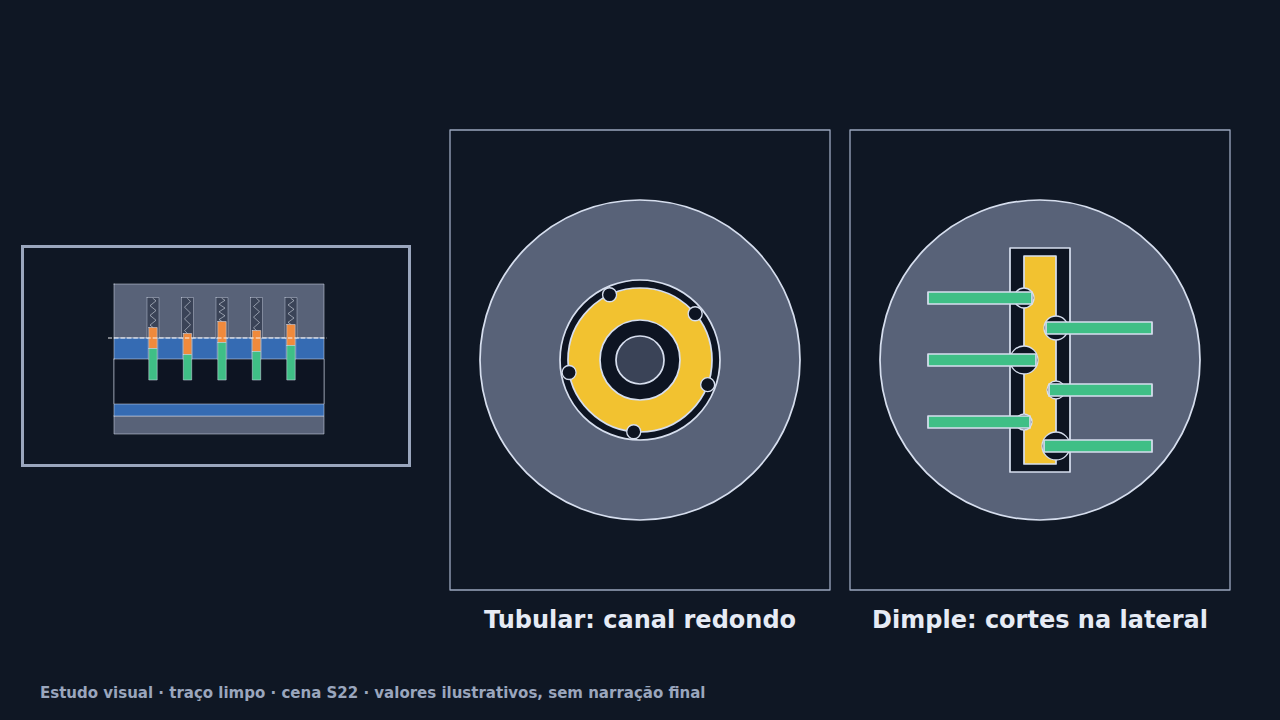 Tubular: canal redondo
Dimple: cortes na lateral
Estudo visual · traço limpo · cena S22 · valores ilustrativos, sem narração final